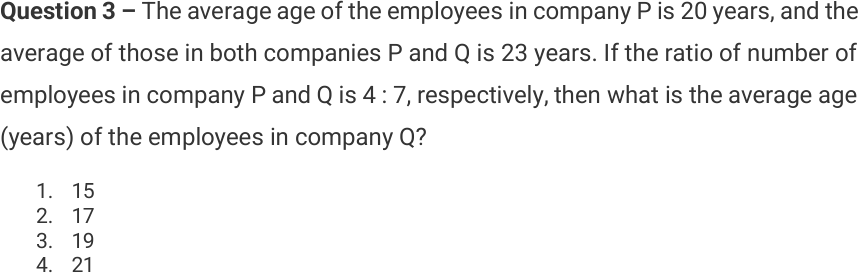 Question 3 – The average age of the employees in company P is 20 years, and the
average of those in both companies P and Q is 23 years. If the ratio of number of
employees in company P and Q is 4 : 7, respectively, then what is the average age
(years) of the employees in company Q?
1. 15
2. 17
3. 19
4. 21